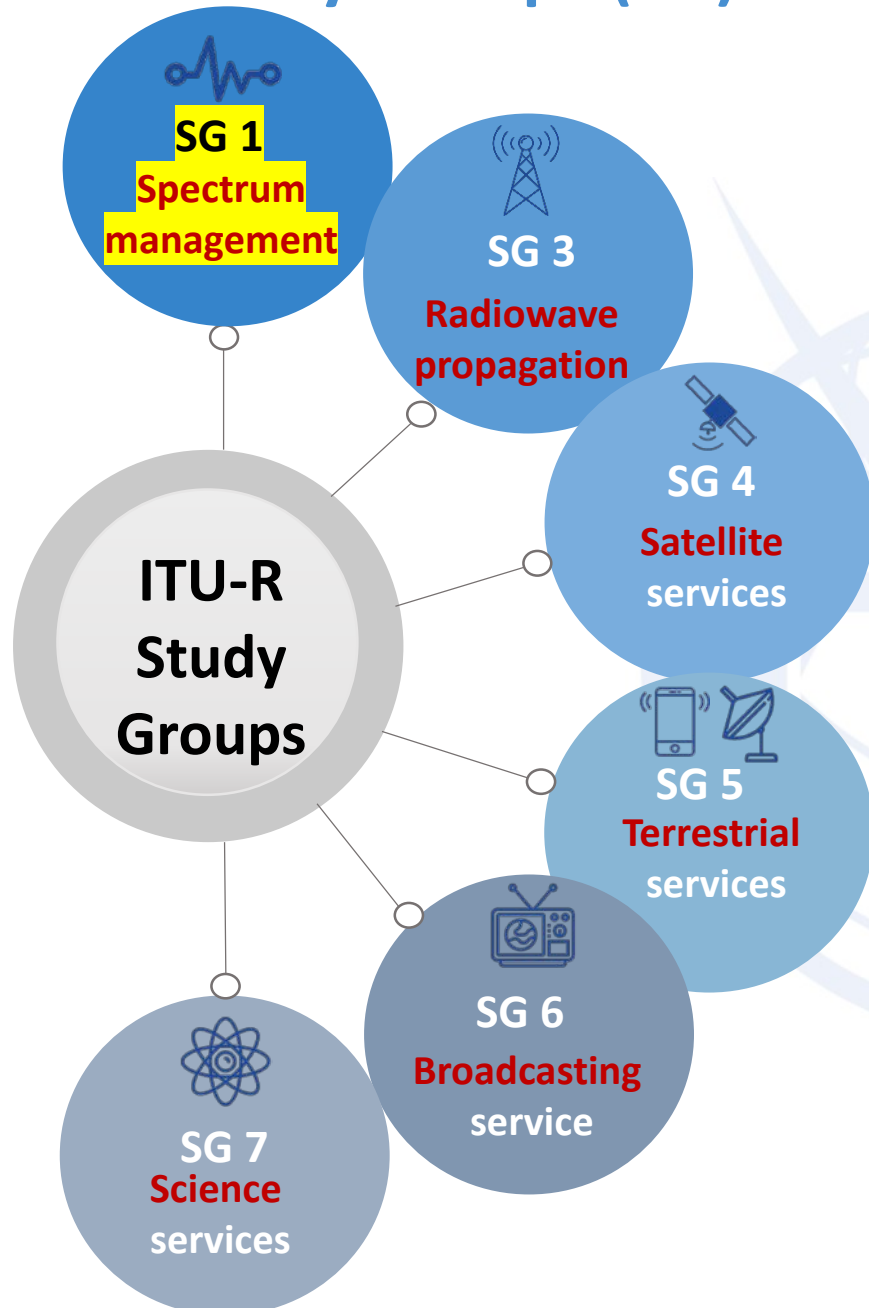 SG 1
Spectrum
management
SG 3
Radiowave
propagation
SG 4
Satellite
services
ITU-R
Study
Groups
SG 5
Terrestrial
services
SG 6
Broadcasting
service
SG 7
Science
services